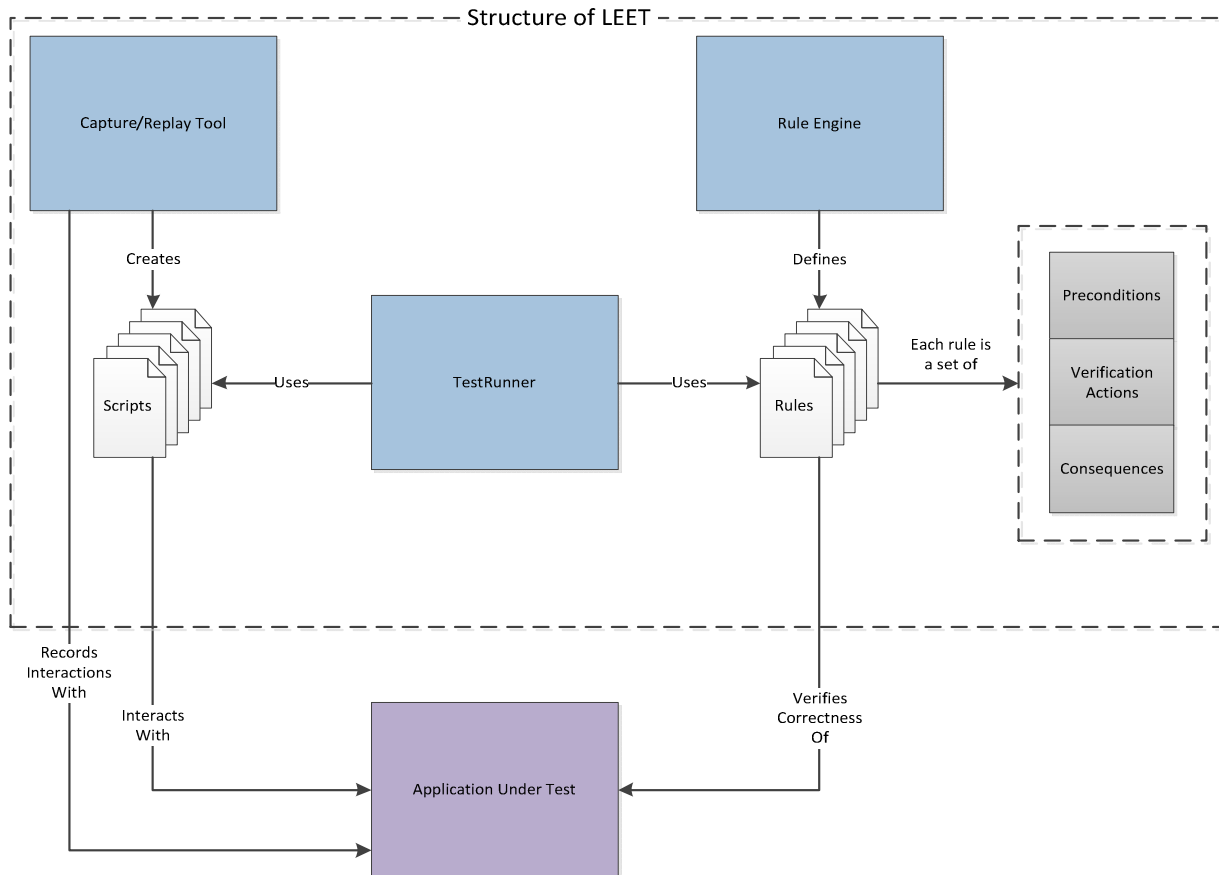 Structure of LEET
Capture/Replay Tool
Rule Engine
Creates
Defines
Preconditions
Each rule is
a set of
Verification
Actions
Consequences
Scripts
Uses
TestRunner
Uses
Rules
Records
Interactions
With
Interacts
With
Verifies
Correctness
Of
Application Under Test